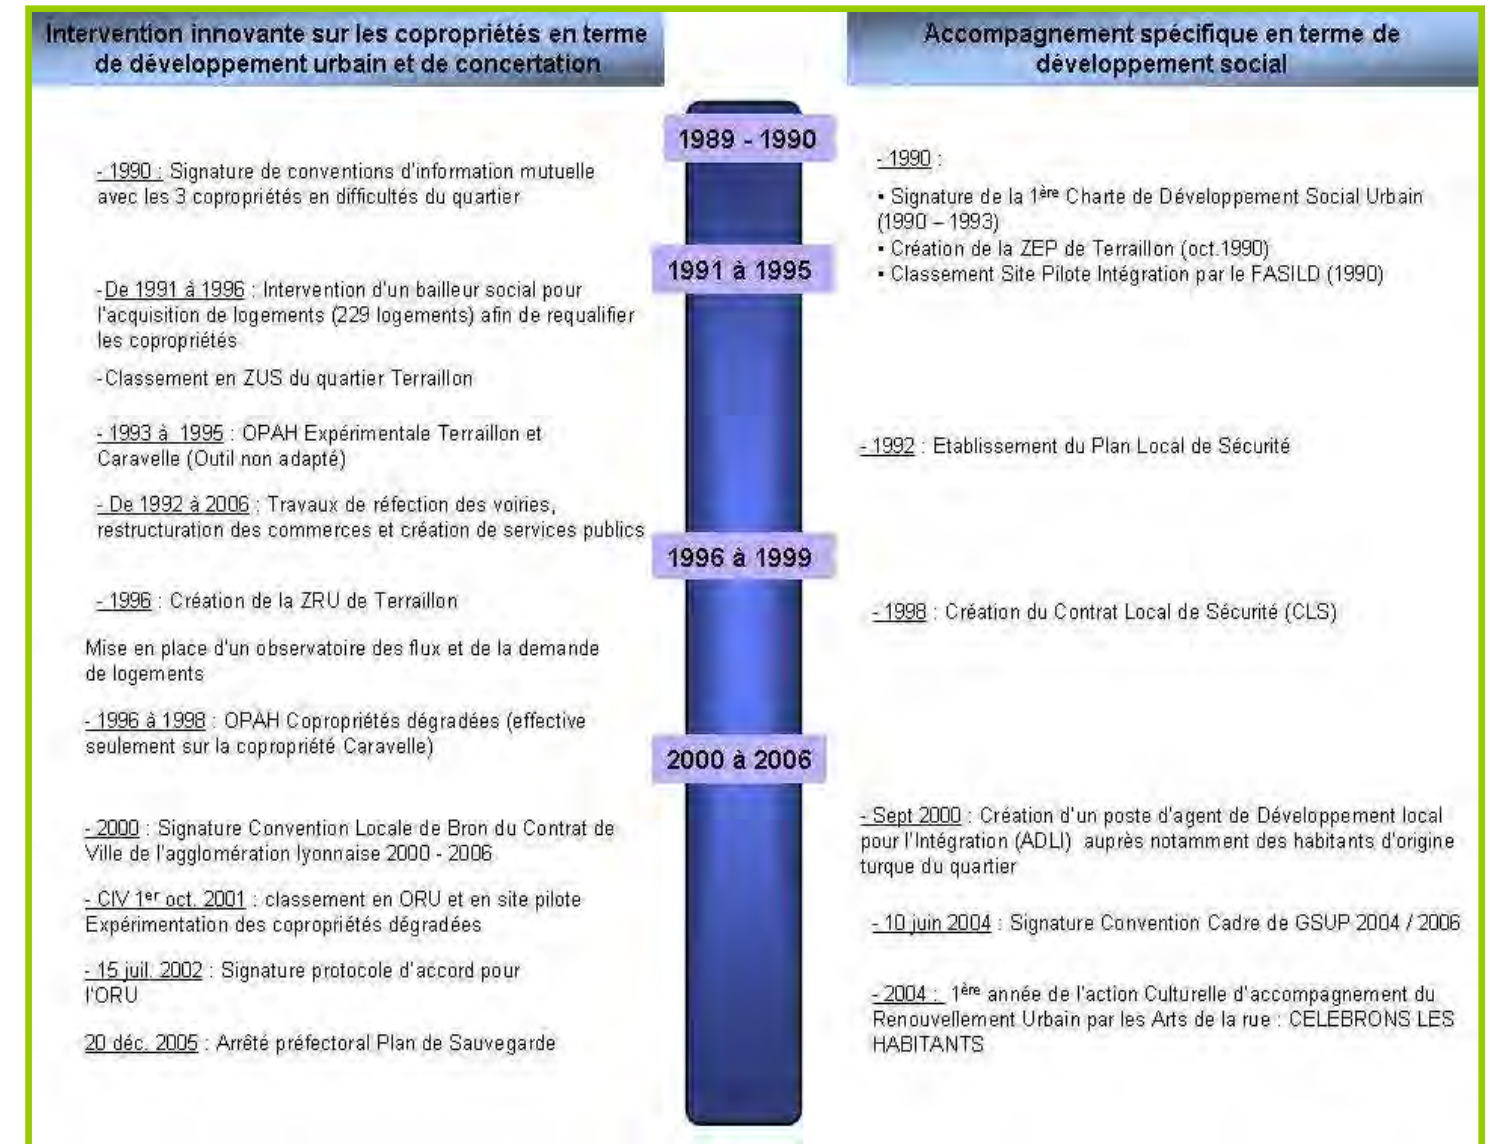 Intervention innovante sur les copropriétés en terme
de développement urbain et de concertation
- 1990 : Signature de conventions d'information mutuelle
avec les 3 copropriétés en difficultés du quartier
-De 1991 à 1996 : Intervention d'un bailleur social pour
l'acquisition de logements (229 logements) afin de requalifier
les copropriétés
-Classement en ZUS du quartier Terraillon
- 1993 à 1995 : OPAH Expérimentale Terraillon et
Caravelle (Outil non adapté)
- De 1992 à 2006 : Travaux de réfection des voiries,
restructuration des commerces et création de services publics
- 1996 : Création de la ZRU de Terraillon
Mise en place d'un observatoire des flux et de la demande
de logements
- 1996 à 1998 : OPAH Copropriétés dégradées (effective
seulement sur la copropriété Caravelle)
- 2000 : Signature Convention Locale de Bron du Contrat de
Ville de l'agglomération lyonnaise 2000 - 2006
- CIV 1er oct. 2001 : classement en ORU et en site pilote
Expérimentation des copropriétés dégradées
- 15 juil. 2002 : Signature protocole d'accord pour
l'ORU
20 déc. 2005 : Arrêté préfectoral Plan de Sauvegarde
1989 - 1990
1991 à 1995
1996 à 1999
2000 à 2006
Accompagnement spécifique en terme de
développement social
- 1990 :
▪ Signature de la 1ère Charte de Développement Social Urbain
(1990 – 1993)
▪ Création de la ZEP de Terraillon (oct.1990)
▪ Classement Site Pilote Intégration par le FASILD (1990)
- 1992 : Etablissement du Plan Local de Sécurité
- 1998 : Création du Contrat Local de Sécurité (CLS)
- Sept 2000 : Création d'un poste d'agent de Développement local
pour l'Intégration (ADLI) auprès notamment des habitants d'origine
turque du quartier
- 10 juin 2004 : Signature Convention Cadre de GSUP 2004 / 2006
- 2004 : 1ère année de l'action Culturelle d'accompagnement du
Renouvellement Urbain par les Arts de la rue : CELEBRONS LES
HABITANTS